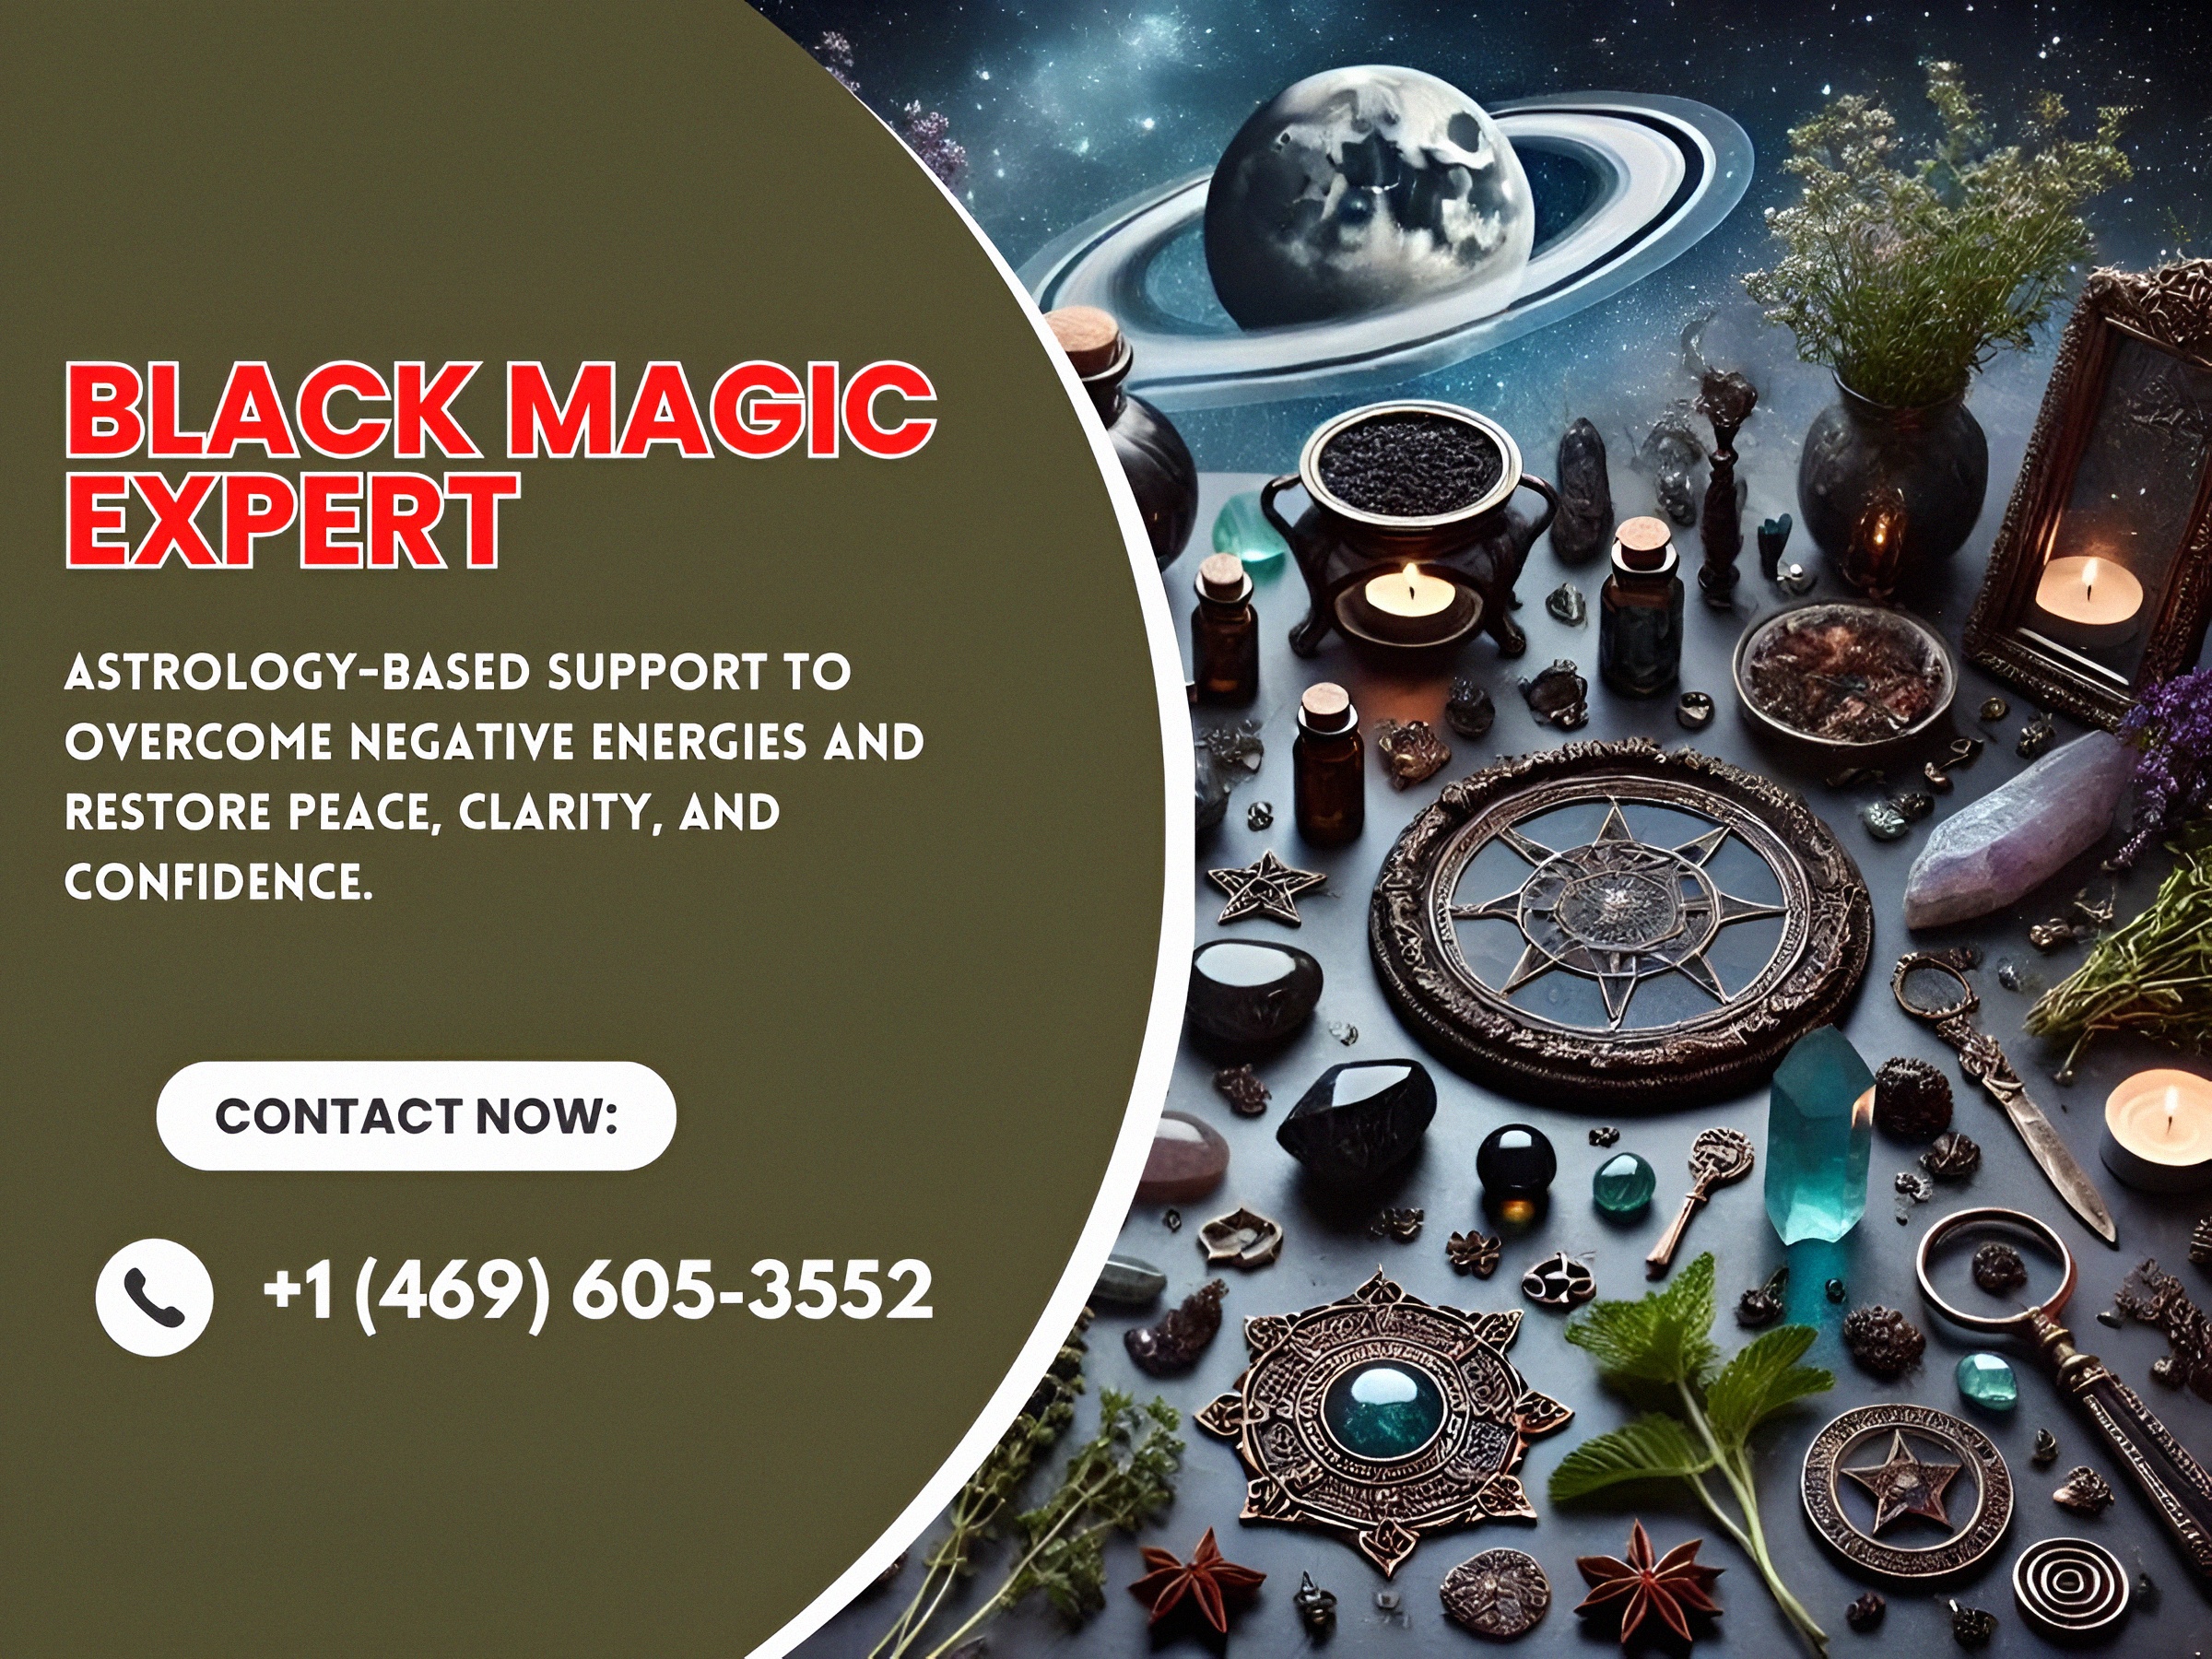 BLACK MAGIC
EXPERT
ASTROLOGY-BASED SUPPORT TO
OVERCOME NEGATIVE ENERGIES AND
RESTORE PEACE, CLARITY, AND
CONFIDENCE.
CONTACT NOW:
+1 (469) 605-3552